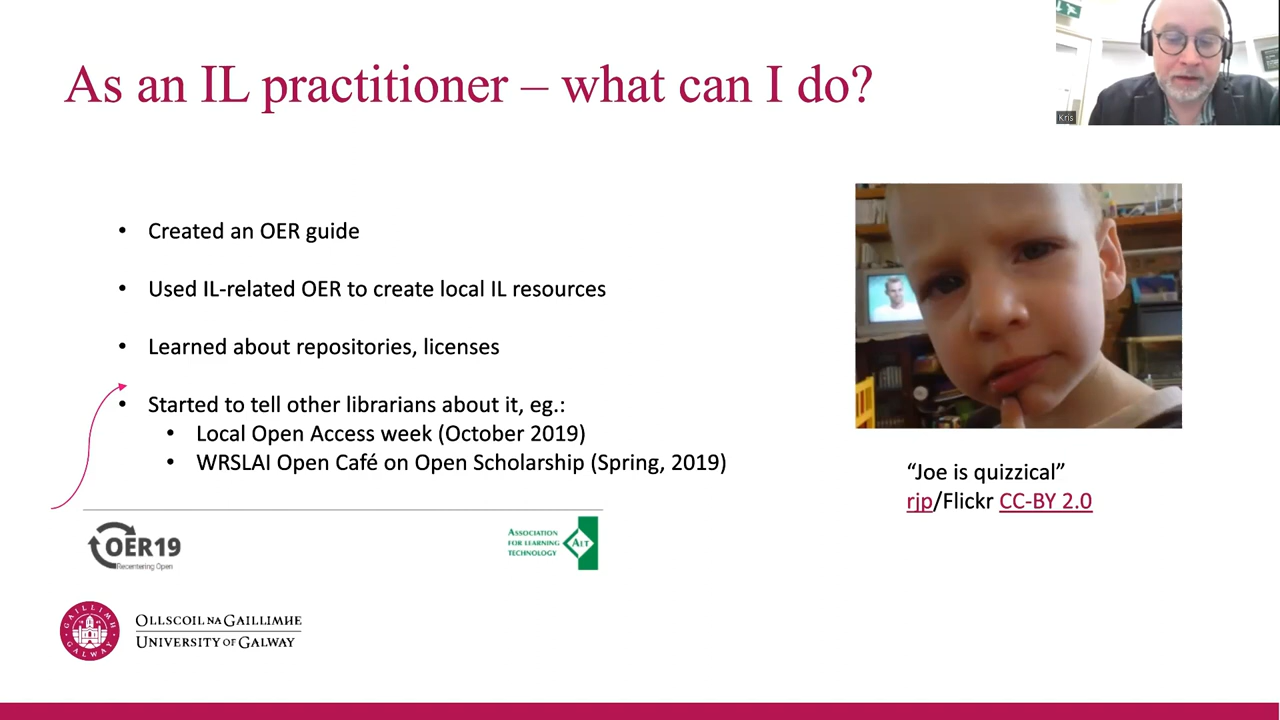 As an IL practitioner – what can I do?
Kris
• Created an OER guide
• Used IL-related OER to create local IL resources
• Learned about repositories, licenses
• Started to tell other librarians about it, eg.:
• Local Open Access week (October 2019)
• WRSLAI Open Café on Open Scholarship (Spring, 2019)
“Joe is quizzical”
rjp/Flickr CC-BY 2.0
OER19
Recentering Open
ASSOCIATION
FOR LEARNING
TECHNOLOGY
ALT
GAILLIMH
GALWAY
OLLSCOIL NA GAILLIMHE
UNIVERSITY OF GALWAY